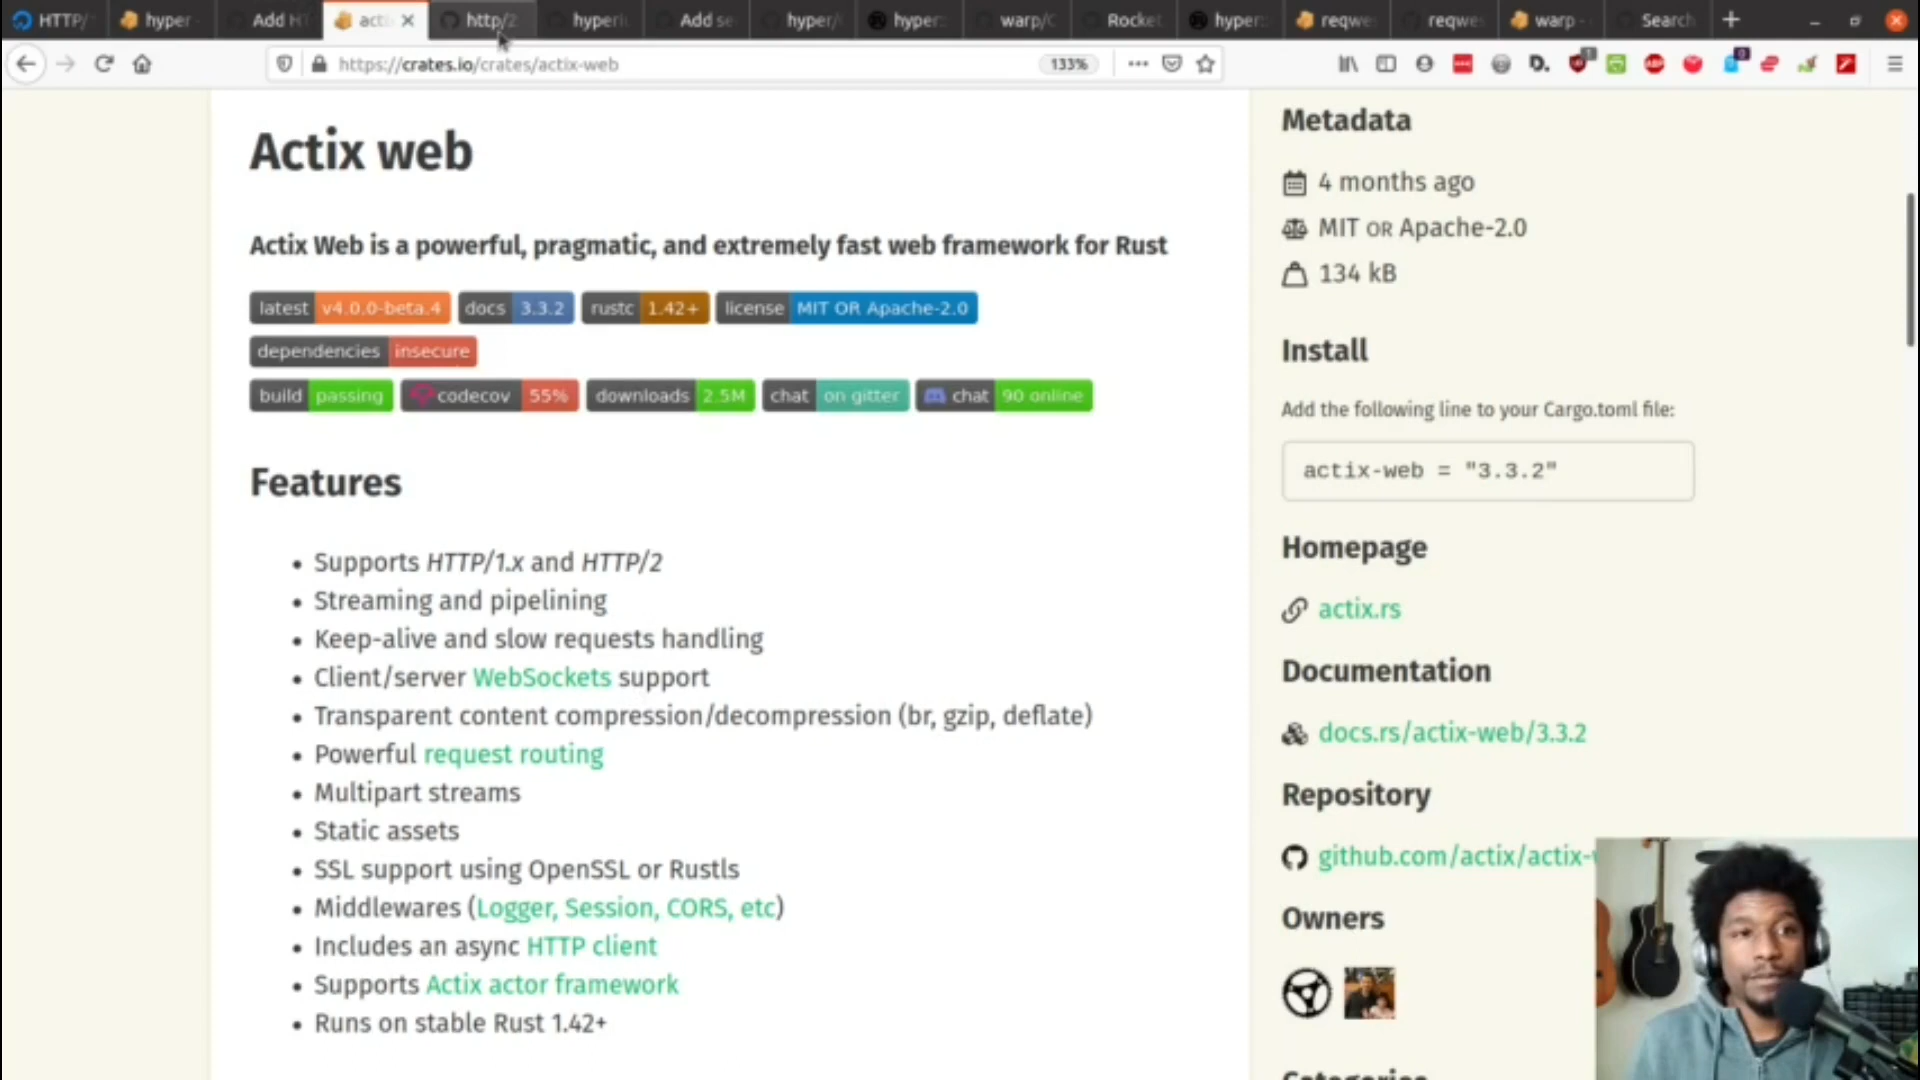 HTTP/
hyper
Add H
acti
http/2
hyperi
Add se
hyper/
hyper:
warp/
Rocket
hyper:
reqwe
reqwe
warp -
Search
https://crates.io/crates/actix-web
133%
Actix web
Actix Web is a powerful, pragmatic, and extremely fast web framework for Rust
latest v4.0.0-beta.4 docs 3.3.2 rustc 1.42+ license MIT OR Apache-2.0
dependencies insecure
build passing codecov 55% downloads 2.5M chat on gitter chat 90 online
Features
• Supports HTTP/1.x and HTTP/2
• Streaming and pipelining
• Keep-alive and slow requests handling
• Client/server WebSockets support
• Transparent content compression/decompression (br, gzip, deflate)
• Powerful request routing
• Multipart streams
• Static assets
• SSL support using OpenSSL or Rustls
• Middlewares (Logger, Session, CORS, etc)
• Includes an async HTTP client
• Supports Actix actor framework
• Runs on stable Rust 1.42+
Metadata
4 months ago
MIT OR Apache-2.0
134 kB
Install
Add the following line to your Cargo.toml file:
actix-web = "3.3.2"
Homepage
actix.rs
Documentation
docs.rs/actix-web/3.3.2
Repository
github.com/actix/actix-
Owners